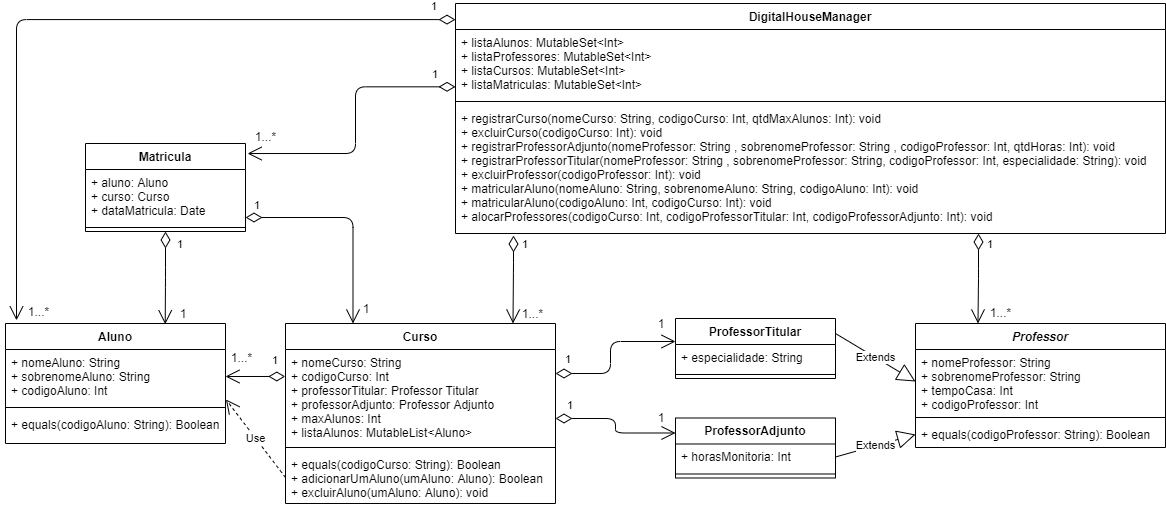 1
DigitalHouseManager
+ listaAlunos: MutableSet<Int>
+ listaProfessores: MutableSet<Int>
+ listaCursos: MutableSet<Int>
+ listaMatriculas: MutableSet<Int>
1
+ registrarCurso(nomeCurso: String, codigoCurso: Int, qtdMaxAlunos: Int): void
+ excluirCurso(codigoCurso: Int): void
+ registrarProfessorAdjunto(nomeProfessor: String , sobrenomeProfessor: String , codigoProfessor: Int, qtdHoras: Int): void
+ registrarProfessorTitular(nomeProfessor: String , sobrenomeProfessor: String, codigoProfessor: Int, especialidade: String): void
+ excluirProfessor(codigoProfessor: Int): void
+ matricularAluno(nomeAluno: String, sobrenomeAluno: String, codigoAluno: Int): void
+ matricularAluno(codigoAluno: Int, codigoCurso: Int): void
+ alocarProfessores(codigoCurso: Int, codigoProfessorTitular: Int, codigoProfessorAdjunto: Int): void
1...*
Matricula
+ aluno: Aluno
+ curso: Curso
+ dataMatricula: Date
1
1
1
1
1...*
1
1
1...*
1...*
Aluno
+ nomeAluno: String
+ sobrenomeAluno: String
+ codigoAluno: Int
+ equals(codigoAluno: String): Boolean
1...*
1
Use
Curso
+ nomeCurso: String
+ codigoCurso: Int
+ professorTitular: Professor Titular
+ professorAdjunto: Professor Adjunto
+ maxAlunos: Int
+ listaAlunos: MutableList<Aluno>
+ equals(codigoCurso: String): Boolean
+ adicionarUmAluno(umAluno: Aluno): Boolean
+ excluirAluno(umAluno: Aluno): void
1
1
1
1
ProfessorTitular
+ especialidade: String
ProfessorAdjunto
+ horasMonitoria: Int
Extends
Extends
Professor
+ nomeProfessor: String
+ sobrenomeProfessor: String
+ tempoCasa: Int
+ codigoProfessor: Int
+ equals(codigoProfessor: String): Boolean